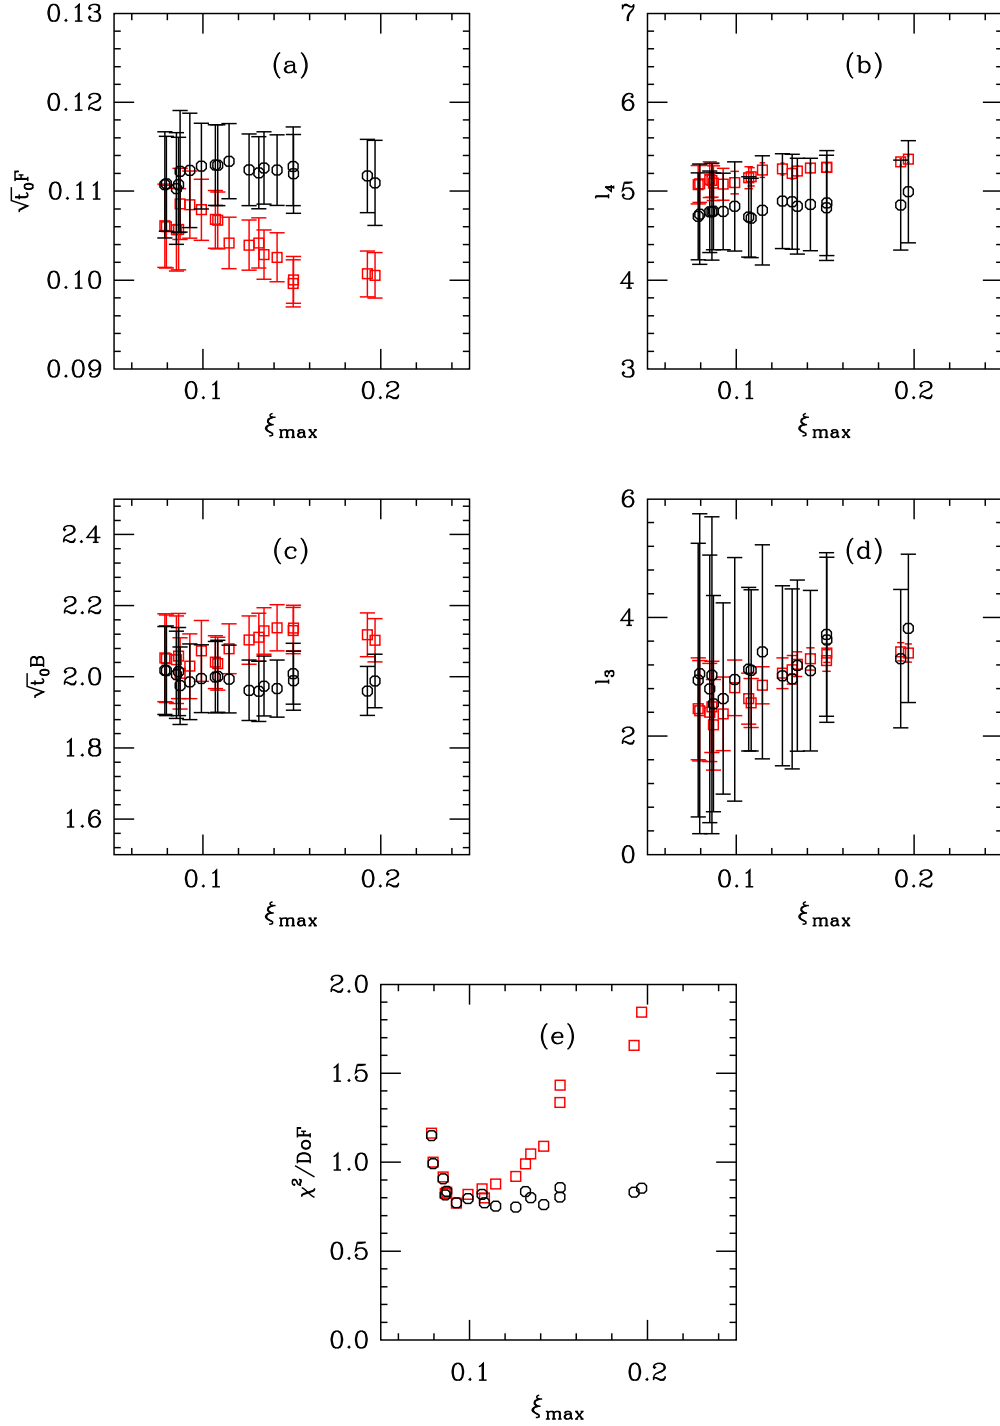 0.13
0.12
0.11
0.10
0.09
√t₀F
(a)
0.1
0.2
ξmax
7
6
5
4
3
l₄
(b)
0.1
0.2
ξmax
2.4
2.2
2.0
1.8
1.6
√t₀B
(c)
0.1
0.2
ξmax
6
4
2
0
l₃
(d)
0.1
0.2
ξmax
2.0
1.5
1.0
0.5
0.0
χ²/DoF
(e)
0.1
0.2
ξmax